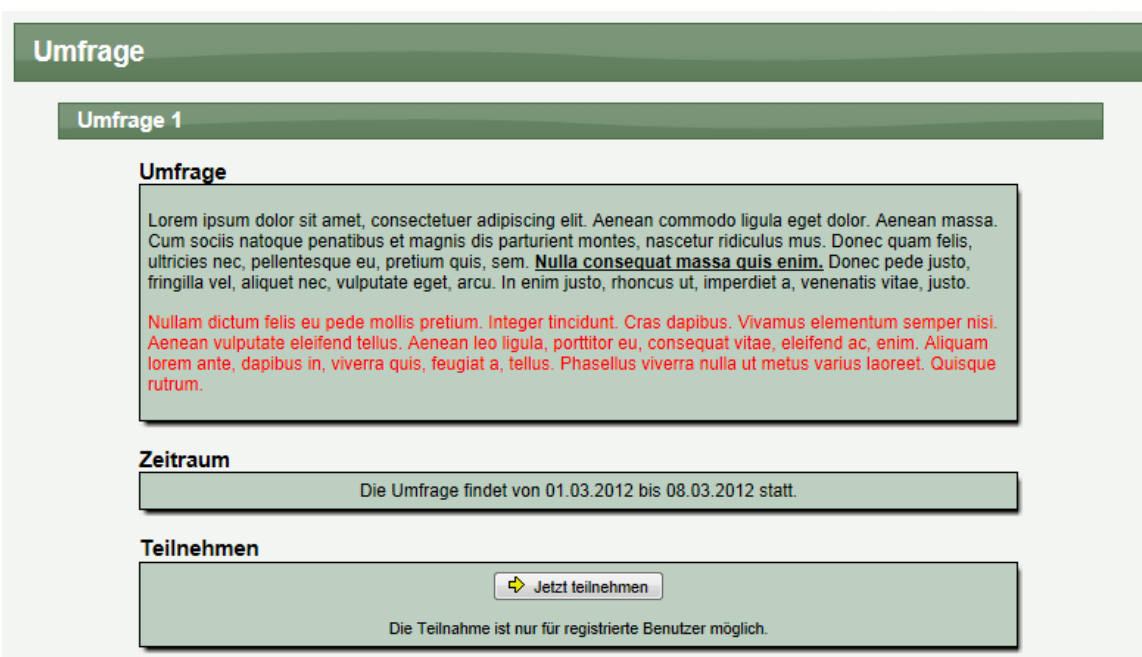 Umfrage
Umfrage 1
Umfrage
Lorem ipsum dolor sit amet, consectetuer adipiscing elit. Aenean commodo ligula eget dolor. Aenean massa.
Cum sociis natoque penatibus et magnis dis parturient montes, nascetur ridiculus mus. Donec quam felis,
ultricies nec, pellentesque eu, pretium quis, sem. Nulla consequat massa quis enim. Donec pede justo,
fringilla vel, aliquet nec, vulputate eget, arcu. In enim justo, rhoncus ut, imperdiet a, venenatis vitae, justo.
Nullam dictum felis eu pede mollis pretium. Integer tincidunt. Cras dapibus. Vivamus elementum semper nisi.
Aenean vulputate eleifend tellus. Aenean leo ligula, porttitor eu, consequat vitae, eleifend ac, enim. Aliquam
lorem ante, dapibus in, viverra quis, feugiat a, tellus. Phasellus viverra nulla ut metus varius laoreet. Quisque
rutrum.
Zeitraum
Die Umfrage findet von 01.03.2012 bis 08.03.2012 statt.
Teilnehmen
Jetzt teilnehmen
Die Teilnahme ist nur für registrierte Benutzer möglich.